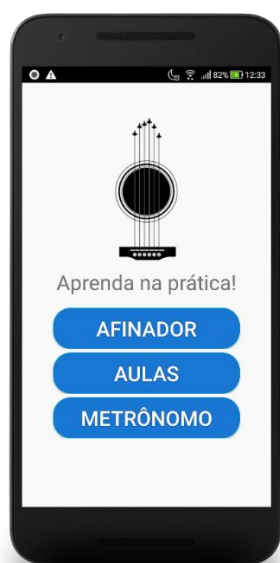 82% 12:33
Aprenda na prática!
AFINADOR
AULAS
METRÔNOMO